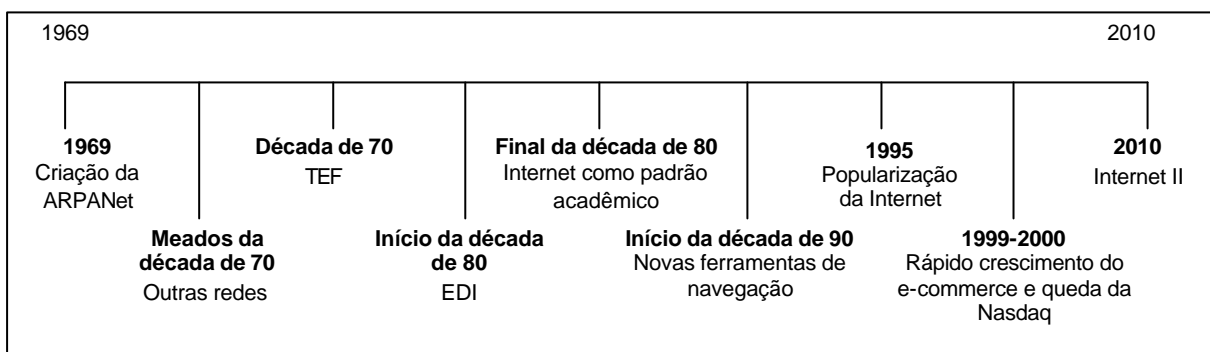 1969
2010
1969
Criação da
ARPANet
Meados da
década de 70
Outras redes
Década de 70
TEF
Início da década
de 80
EDI
Final da década de 80
Internet como padrão
acadêmico
Início da década de 90
Novas ferramentas de
navegação
1995
Popularização
da Internet
1999-2000
Rápido crescimento do
e-commerce e queda da
Nasdaq
2010
Internet II